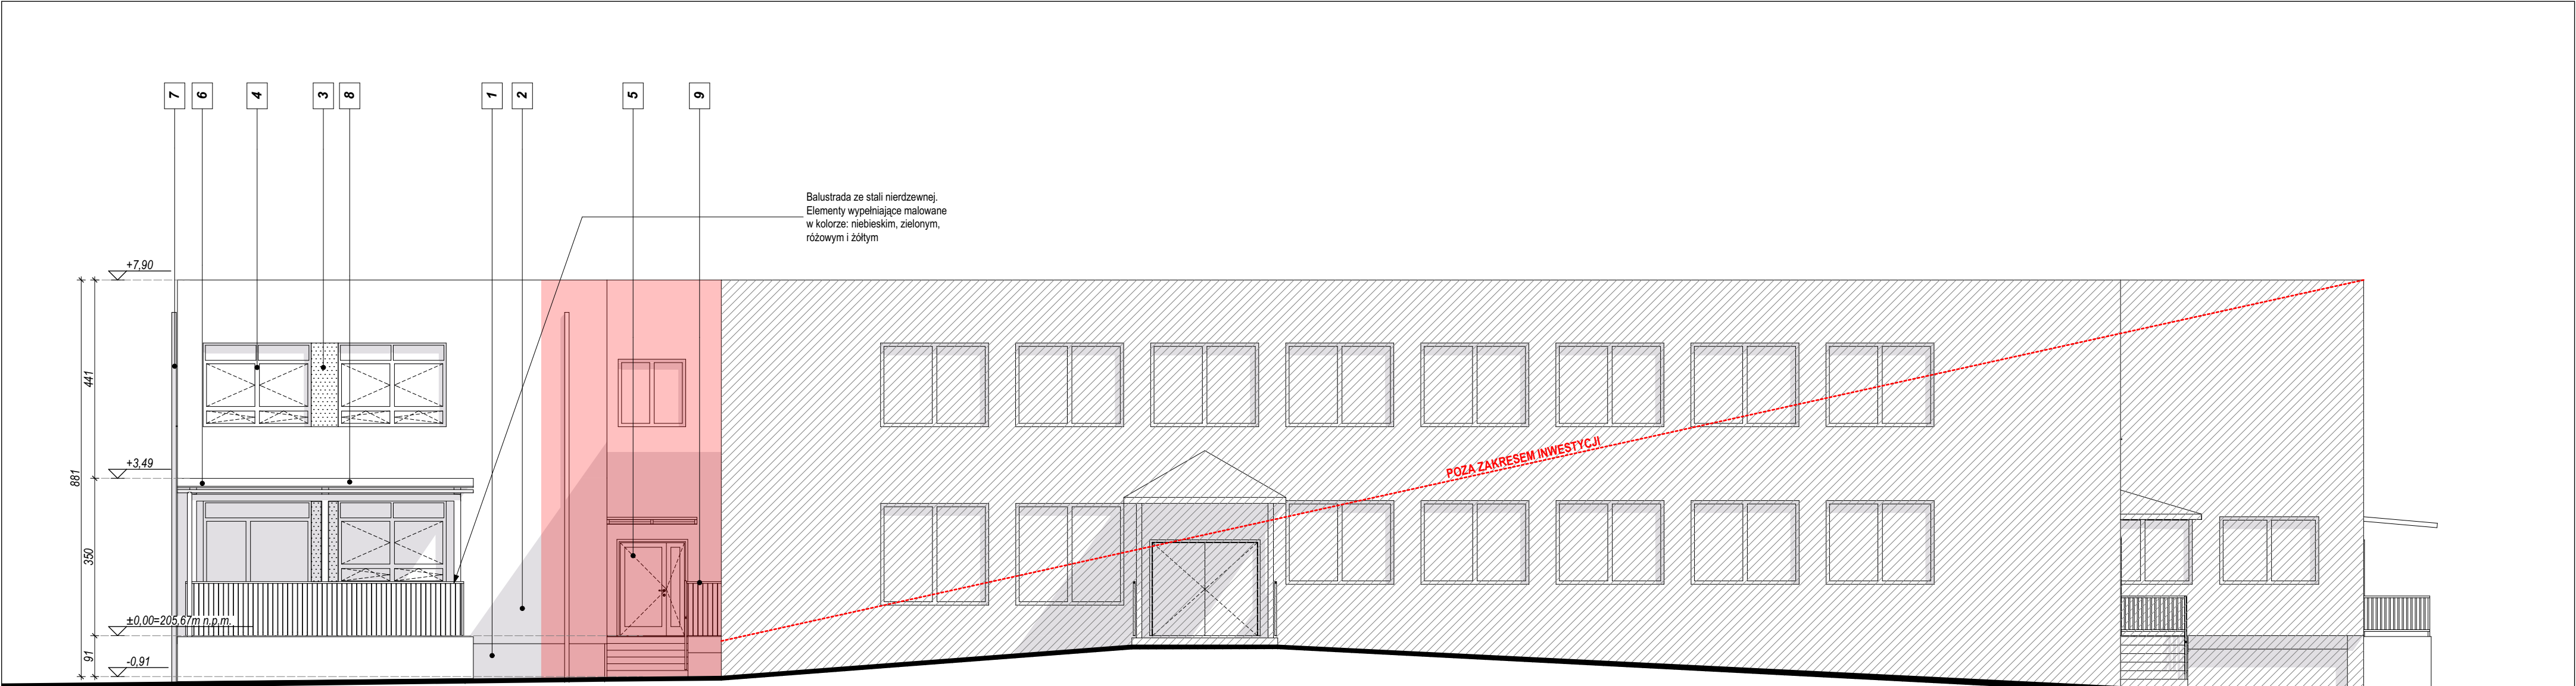 7
6
4
3
8
1
2
5
9
Balustrada ze stali nierdzewnej.
Elementy wypełniające malowane
w kolorze: niebieskim, zielonym,
różowym i żółtym
+7,90
441
+3,49
881
POZA ZAKRESEM INWESTYCJI
350
±0,00=205,67m n.p.m.
91
-0,91